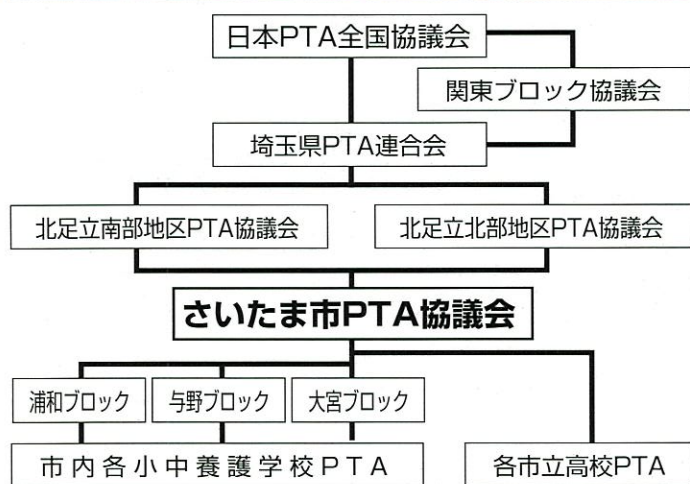 日本PTA全国協議会
関東ブロック協議会
埼玉県PTA連合会
北足立南部地区PTA協議会
北足立北部地区PTA協議会
さいたま市PTA協議会
浦和ブロック
与野ブロック
大宮ブロック
市内各小中養護学校PTA
各市立高校PTA